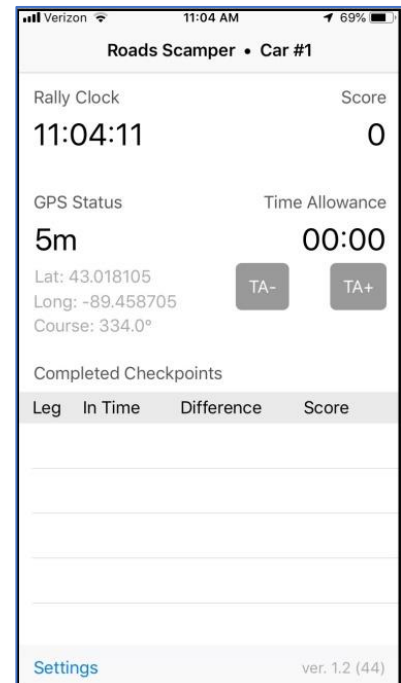 Verizon 11:04 AM 69%
Roads Scamper • Car #1
Rally Clock Score
11:04:11 0
GPS Status Time Allowance
5m 00:00
Lat: 43.018105
Long: -89.458705
Course: 334.0°
TA- TA+
Completed Checkpoints
Leg In Time Difference Score
Settings ver. 1.2 (44)